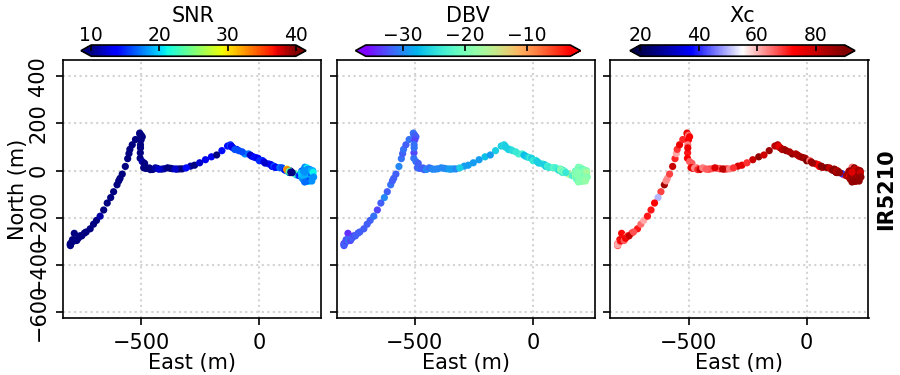 SNR
10 20 30 40
DBV
−30 −20 −10
Xc
20 40 60 80
North (m)
400
200
0
−200
−400
−600
−500 0
East (m)
−500 0
East (m)
−500 0
East (m)
IR5210